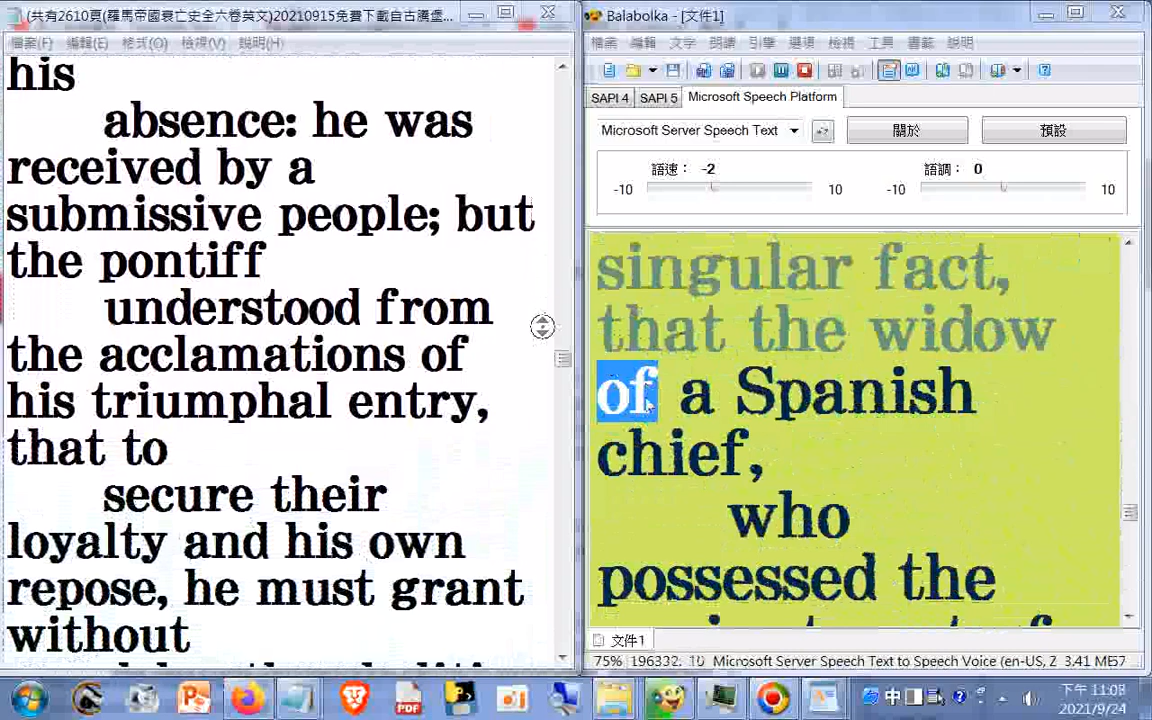 (共有2610頁(羅馬帝國衰亡史全六卷英文)20210915免費下載自古騰堡...
檔案(F) 編輯(E) 格式(O) 檢視(V) 說明(H)
his
absence: he was
received by a
submissive people; but
the pontiff
understood from
the acclamations of
his triumphal entry,
that to
secure their
loyalty and his own
repose, he must grant
without
Balabolka - [文件1]
檔案 編輯 文字 朗讀 引擎 選項 檢視 工具 書籤 說明
SAPI 4 SAPI 5 Microsoft Speech Platform
Microsoft Server Speech Text 關於 預設
語速： -2 語調： 0
-10 10 -10 10
singular fact,
that the widow
of a Spanish
chief,
who
possessed the
文件1
75% 196332: 10 Microsoft Server Speech Text to Speech Voice (en-US, Z 3.41 MB
PDF
中
下午 11:08
2021/9/24